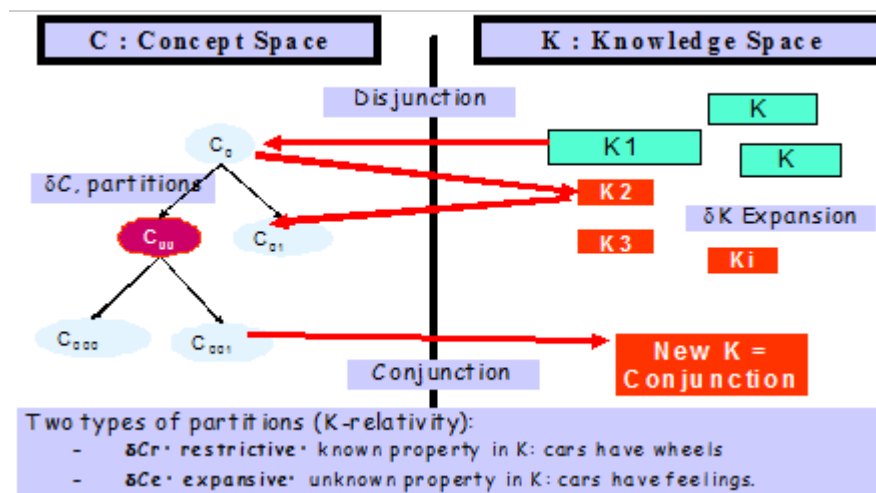 C : Concept Space
K : Knowledge Space
Disjunction
K
C₀
K1
K
δC, partitions
K2
C₀₀
C₀₁
δK Expansion
K3
Ki
C₀₀₀
C₀₀₁
New K =
Conjunction
Conjunction
Two types of partitions (K-relativity):
- δCr· restrictive· known property in K: cars have wheels
- δCe· expansive· unknown property in K: cars have feelings.